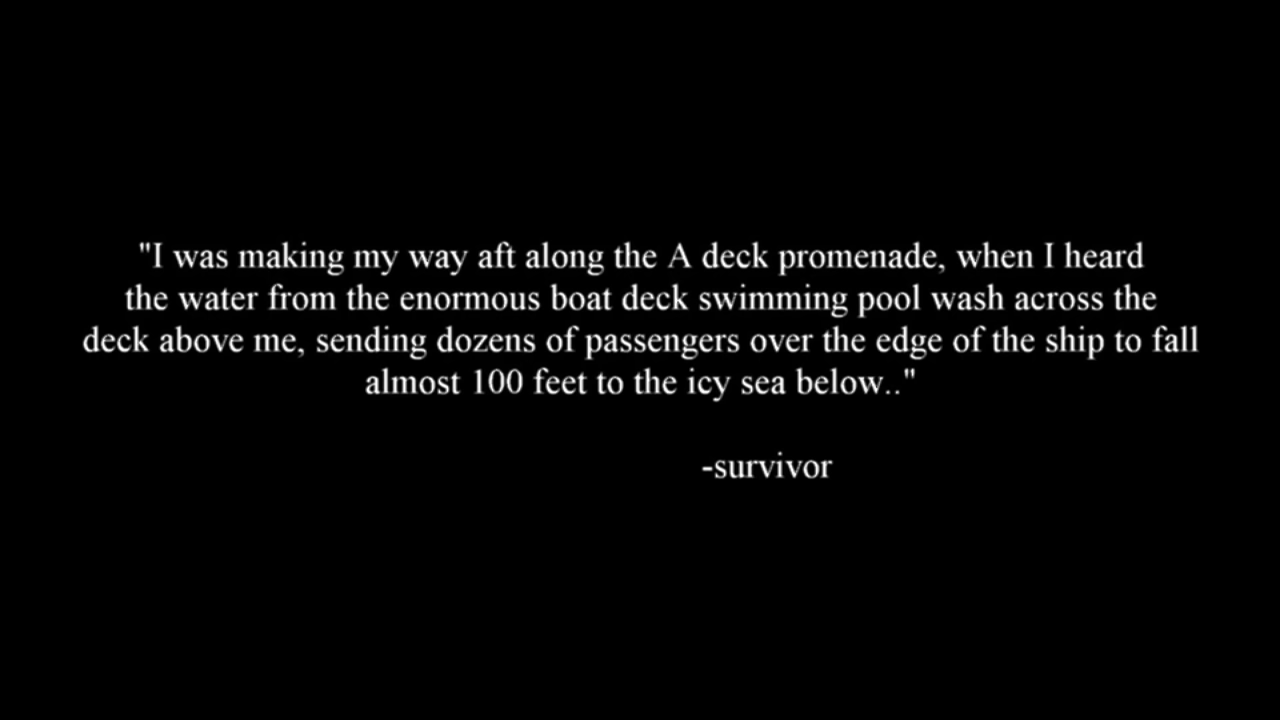 "I was making my way aft along the A deck promenade, when I heard
the water from the enormous boat deck swimming pool wash across the
deck above me, sending dozens of passengers over the edge of the ship to fall
almost 100 feet to the icy sea below.."
-survivor